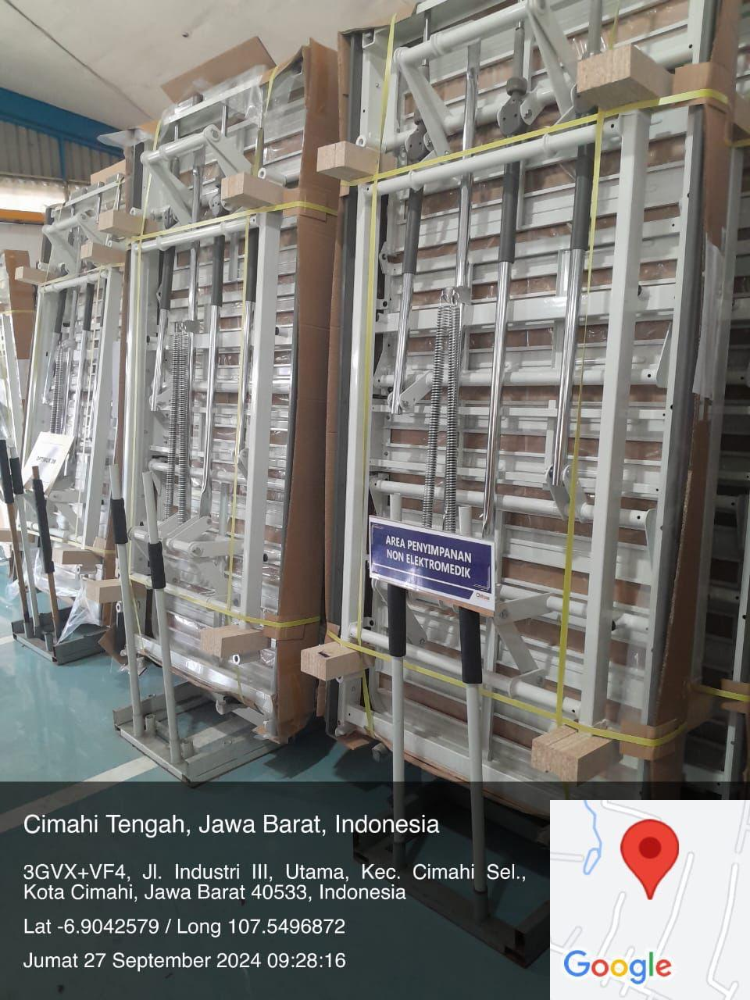 AREA PENYIMPANAN
NON ELEKTROMEDIK
Cimahi Tengah, Jawa Barat, Indonesia
3GVX+VF4, Jl. Industri III, Utama, Kec. Cimahi Sel.,
Kota Cimahi, Jawa Barat 40533, Indonesia
Lat -6.9042579 / Long 107.5496872
Jumat 27 September 2024 09:28:16
Google